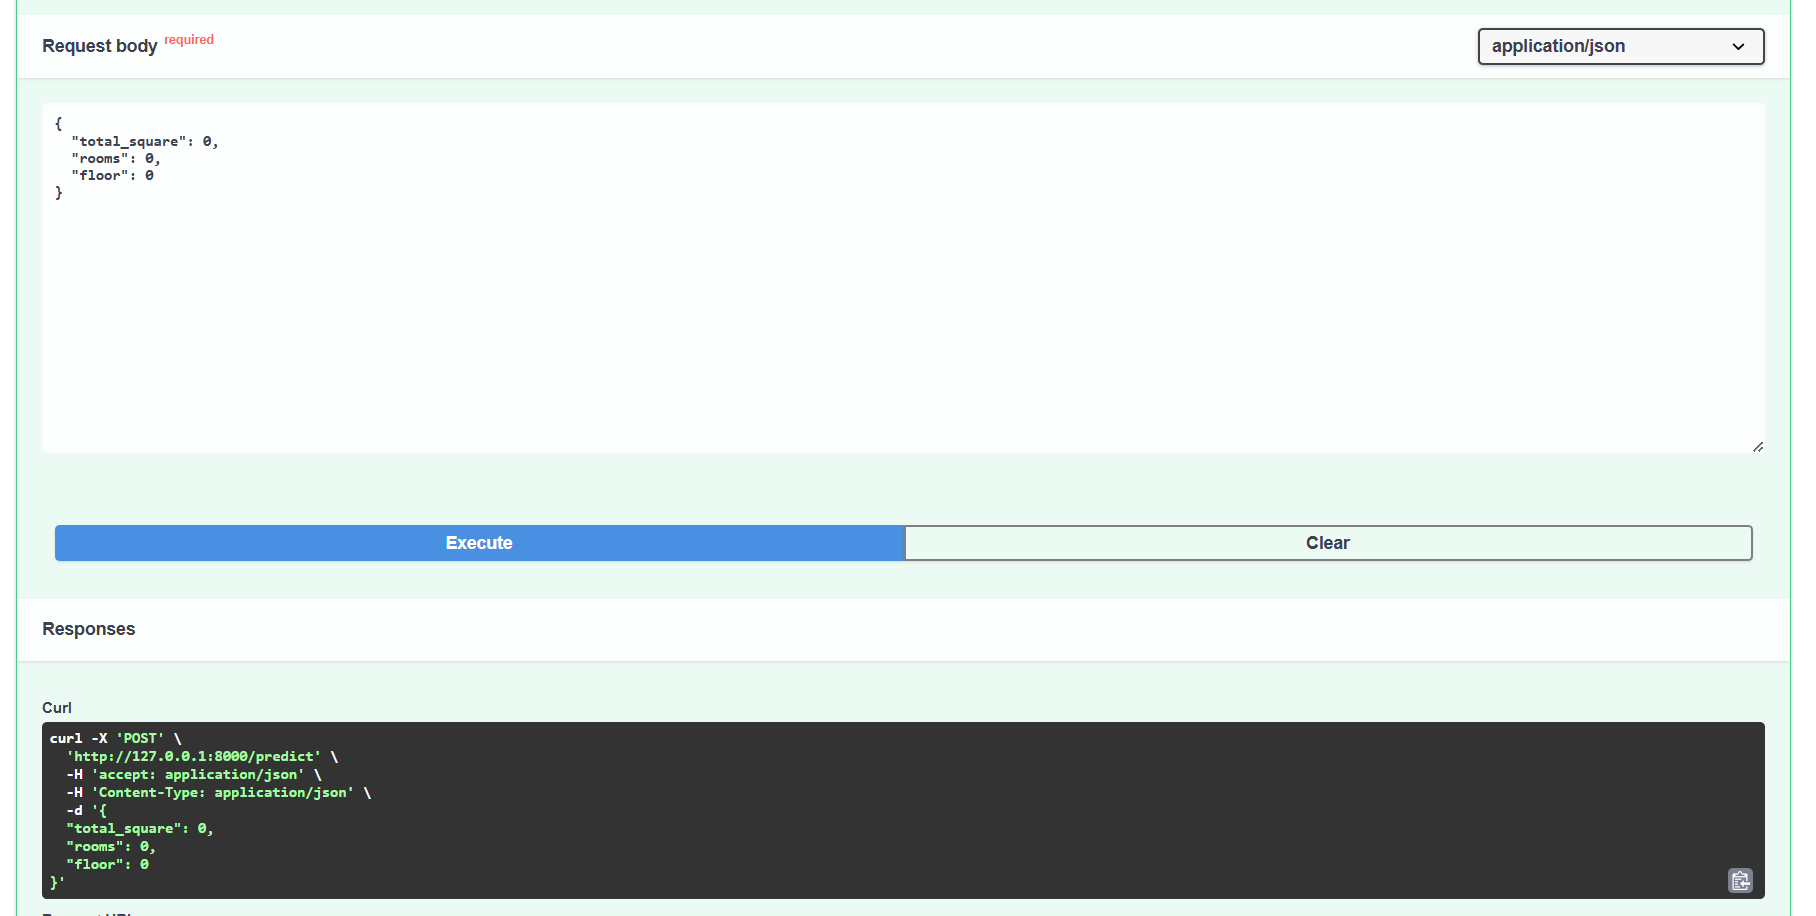 Request body required
application/json
{
  "total_square": 0,
  "rooms": 0,
  "floor": 0
}
Execute
Clear
Responses
Curl
curl -X 'POST' \
  'http://127.0.0.1:8000/predict' \
  -H 'accept: application/json' \
  -H 'Content-Type: application/json' \
  -d '{
  "total_square": 0,
  "rooms": 0,
  "floor": 0
}'